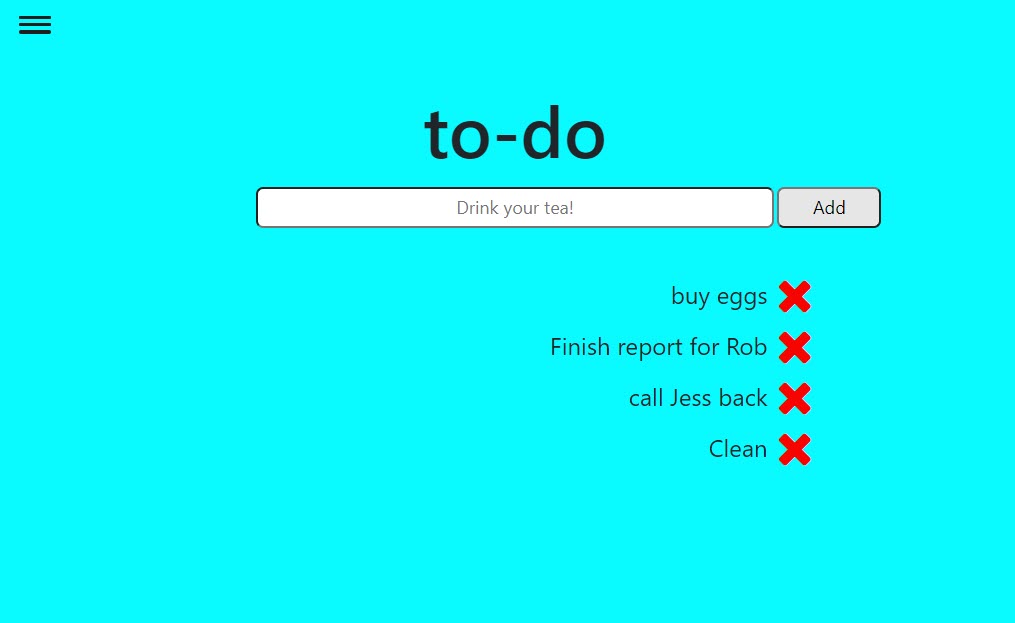 to-do
Drink your tea!
Add
buy eggs
Finish report for Rob
call Jess back
Clean